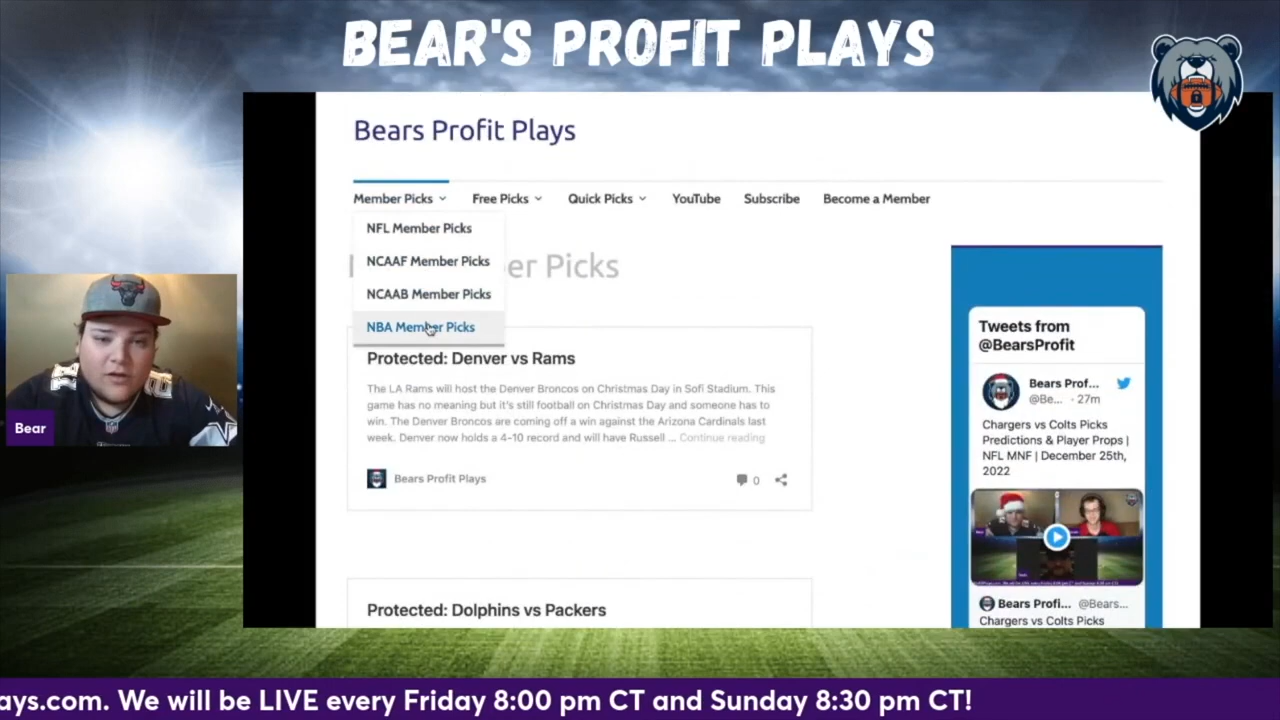 BEAR'S PROFIT PLAYS
Bears Profit Plays
Member Picks Free Picks Quick Picks YouTube Subscribe Become a Member
NFL Member Picks
NCAAF Member Picks
er Picks
NCAAB Member Picks
NBA Member Picks
Protected: Denver vs Rams
The LA Rams will host the Denver Broncos on Christmas Day in Sofi Stadium. This
game has no meaning but it's still football on Christmas Day and someone has to
win. The Denver Broncos are coming off a win against the Arizona Cardinals last
week. Denver now holds a 4-10 record and will have Russell ... Continue reading
Bears Profit Plays
0
Protected: Dolphins vs Packers
Tweets from
@BearsProfit
Bears Prof...
@Be... · 27m
Chargers vs Colts Picks
Predictions & Player Props |
NFL MNF | December 25th,
2022
Bears Profi... @Bears...
Chargers vs Colts Picks
Bear
ays.com. We will be LIVE every Friday 8:00 pm CT and Sunday 8:30 pm CT!